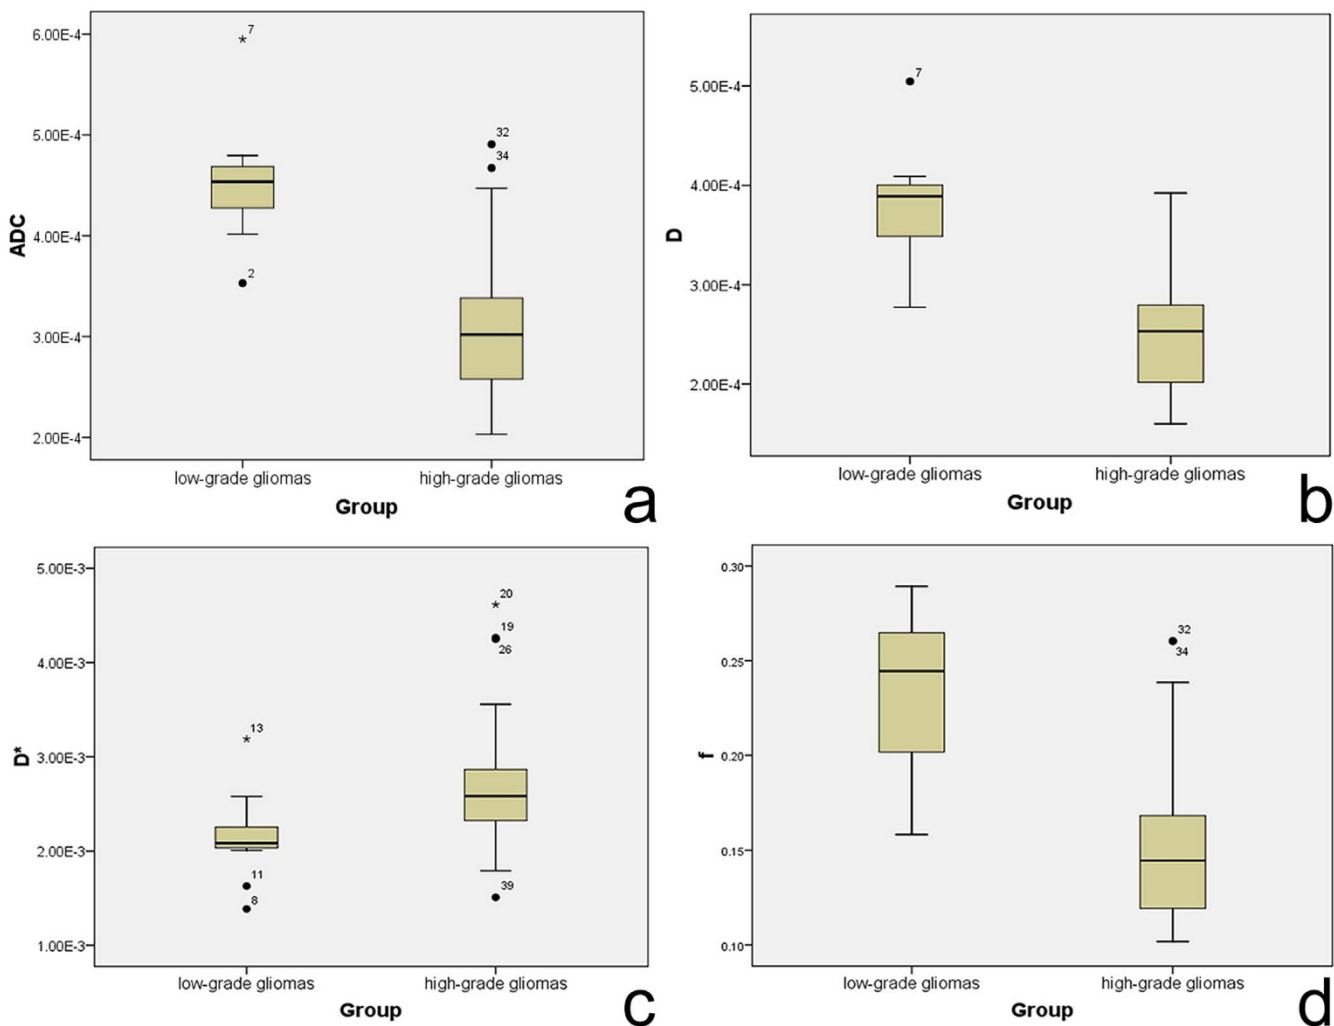 6.00E-4
5.00E-4
4.00E-4
3.00E-4
2.00E-4
ADC
* 7
32
34
2
low-grade gliomas high-grade gliomas
Group
a
5.00E-4
4.00E-4
3.00E-4
2.00E-4
D
7
low-grade gliomas high-grade gliomas
Group
b
5.00E-3
4.00E-3
3.00E-3
2.00E-3
1.00E-3
D*
* 20
19
26
* 13
11
8
39
low-grade gliomas high-grade gliomas
Group
c
0.30
0.25
0.20
0.15
0.10
f
32
34
low-grade gliomas high-grade gliomas
Group
d